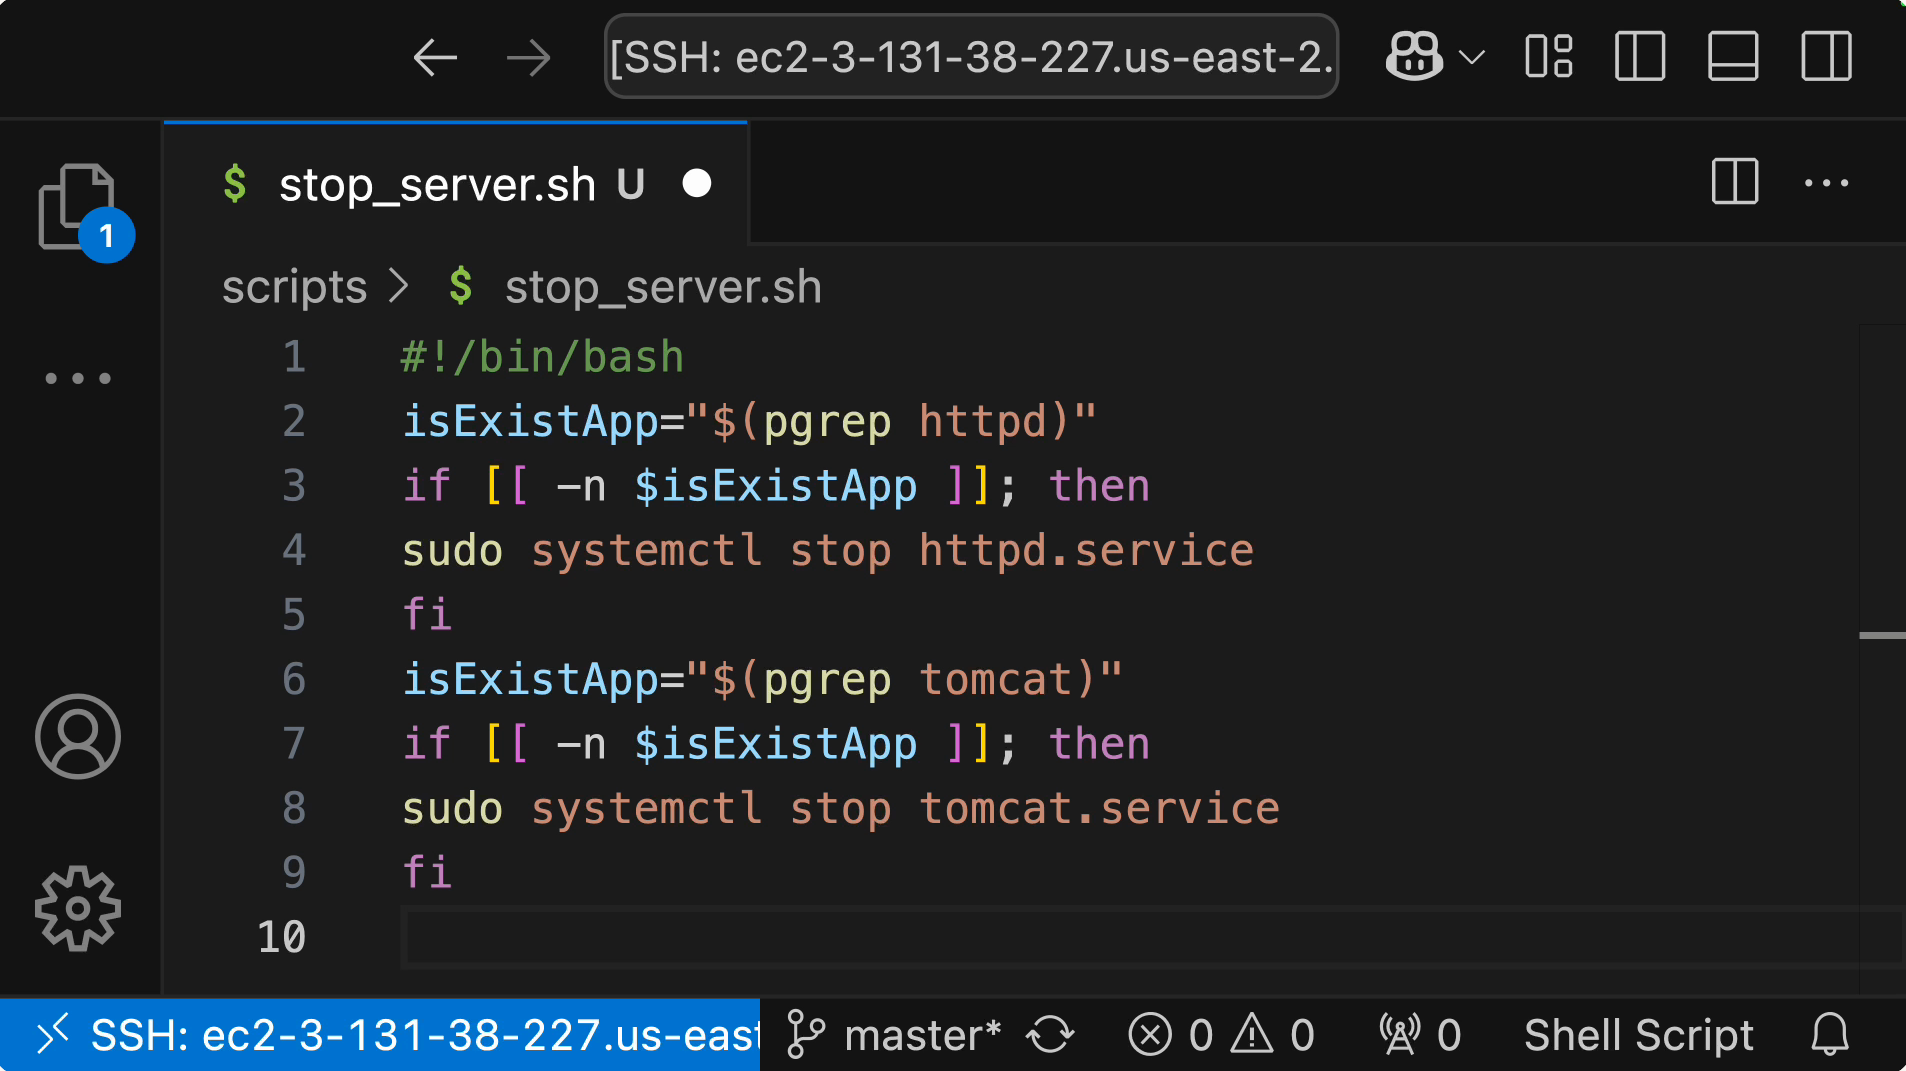 [SSH: ec2-3-131-38-227.us-east-2.
$ stop_server.sh U
1
scripts > $ stop_server.sh
1 #!/bin/bash
2 isExistApp="$(pgrep httpd)"
3 if [[ -n $isExistApp ]]; then
4 sudo systemctl stop httpd.service
5 fi
6 isExistApp="$(pgrep tomcat)"
7 if [[ -n $isExistApp ]]; then
8 sudo systemctl stop tomcat.service
9 fi
10
SSH: ec2-3-131-38-227.us-east master* 0 0 0 Shell Script